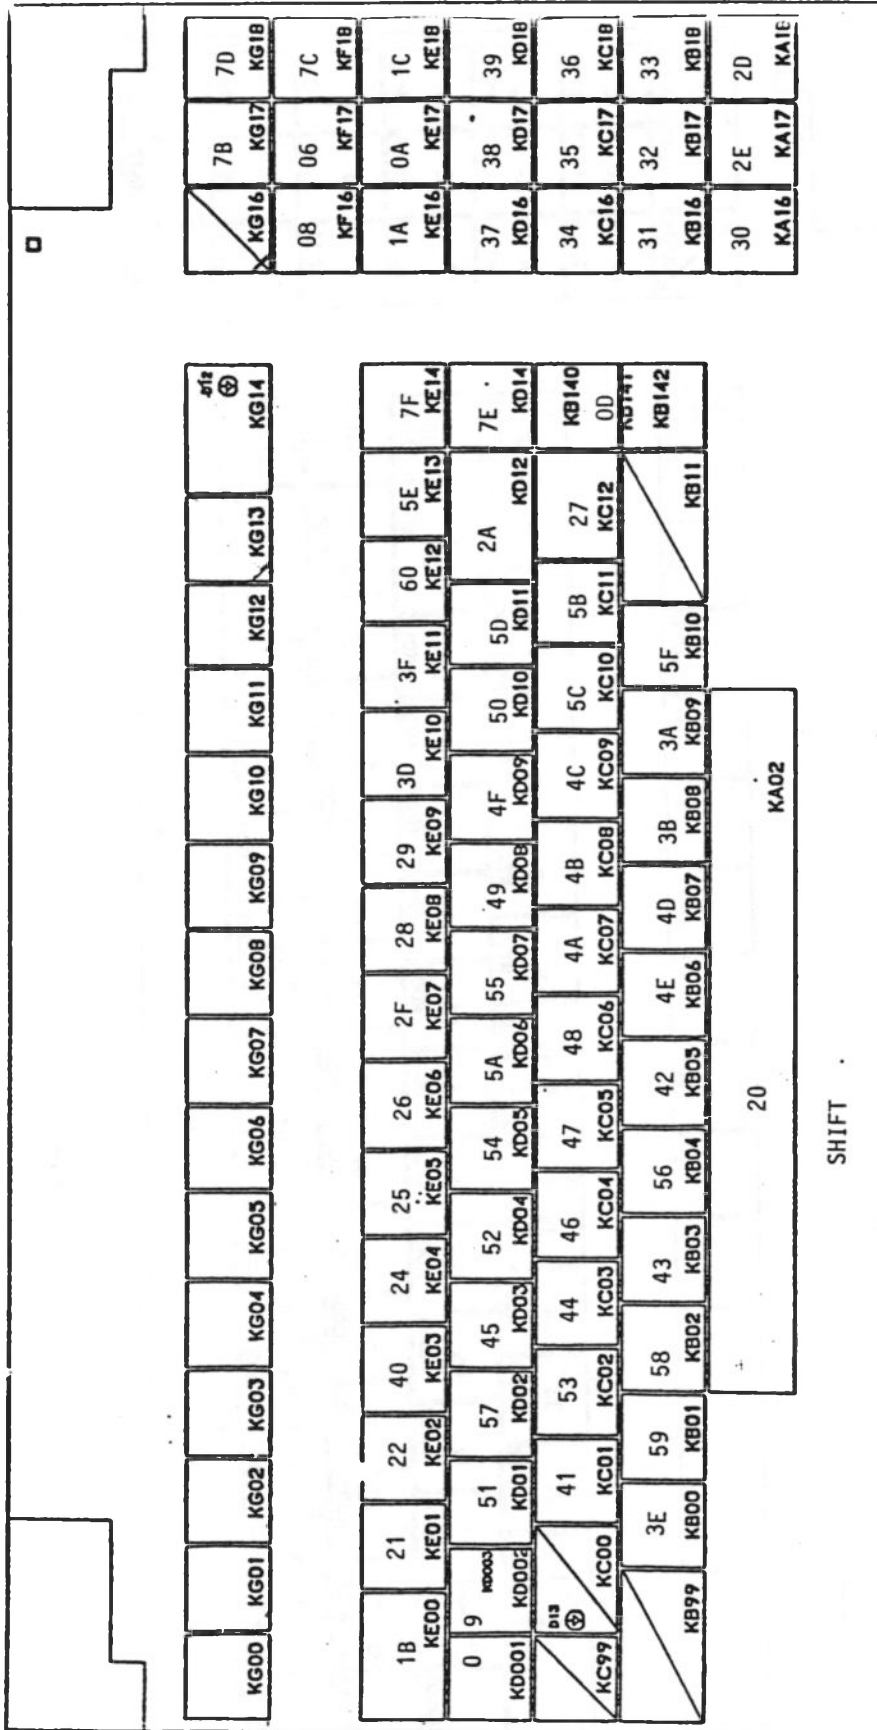 D12
7B 7D
KG00 KG01 KG02 KG03 KG04 KG05 KG06 KG07 KG08 KG09 KG10 KG11 KG12 KG13 KG14 KG16 KG17 KG18
08 06 7C
KF16 KF17 KF18
1B 21 22 40 24 25 26 2F 28 29 3D 3F 60 5E 7F 1A 0A 1C
KE00 KE01 KE02 KE03 KE04 KE05 KE06 KE07 KE08 KE09 KE10 KE11 KE12 KE13 KE14 KE16 KE17 KE18
0 9 51 57 45 52 54 5A 55 49 4F 50 5D 2A 7E 37 38 39
KD003
KD001 KD002 KD01 KD02 KD03 KD04 KD05 KD06 KD07 KD08 KD09 KD10 KD11 KD12 KD14 KD16 KD17 KD18
D13
KB140
41 53 44 46 47 48 4A 4B 4C 5C 5B 27 0D 34 35 36
KC99 KC00 KC01 KC02 KC03 KC04 KC05 KC06 KC07 KC08 KC09 KC10 KC11 KC12 KC16 KC17 KC18
KB141
KB142
3E 59 58 43 56 42 4E 4D 3B 3A 5F 31 32 33
KB99 KB00 KB01 KB02 KB03 KB04 KB05 KB06 KB07 KB08 KB09 KB10 KB11 KB16 KB17 KB18
20 30 2E 2D
KA02 KA16 KA17 KA18
SHIFT